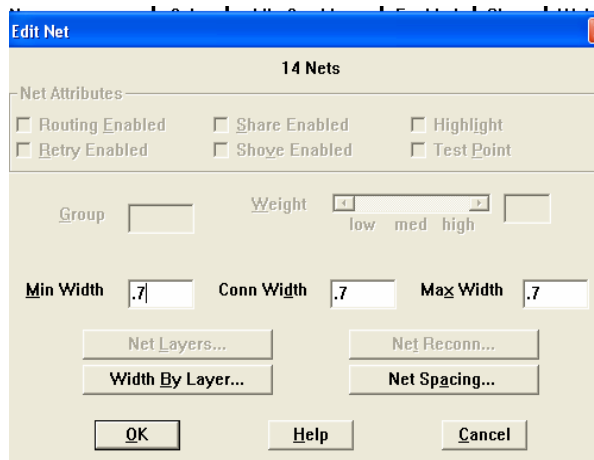 Edit Net
14 Nets
Net Attributes
Routing Enabled Share Enabled Highlight
Retry Enabled Shove Enabled Test Point
Group Weight
low med high
Min Width .7 Conn Width .7 Max Width .7
Net Layers... Net Reconn...
Width By Layer... Net Spacing...
OK Help Cancel